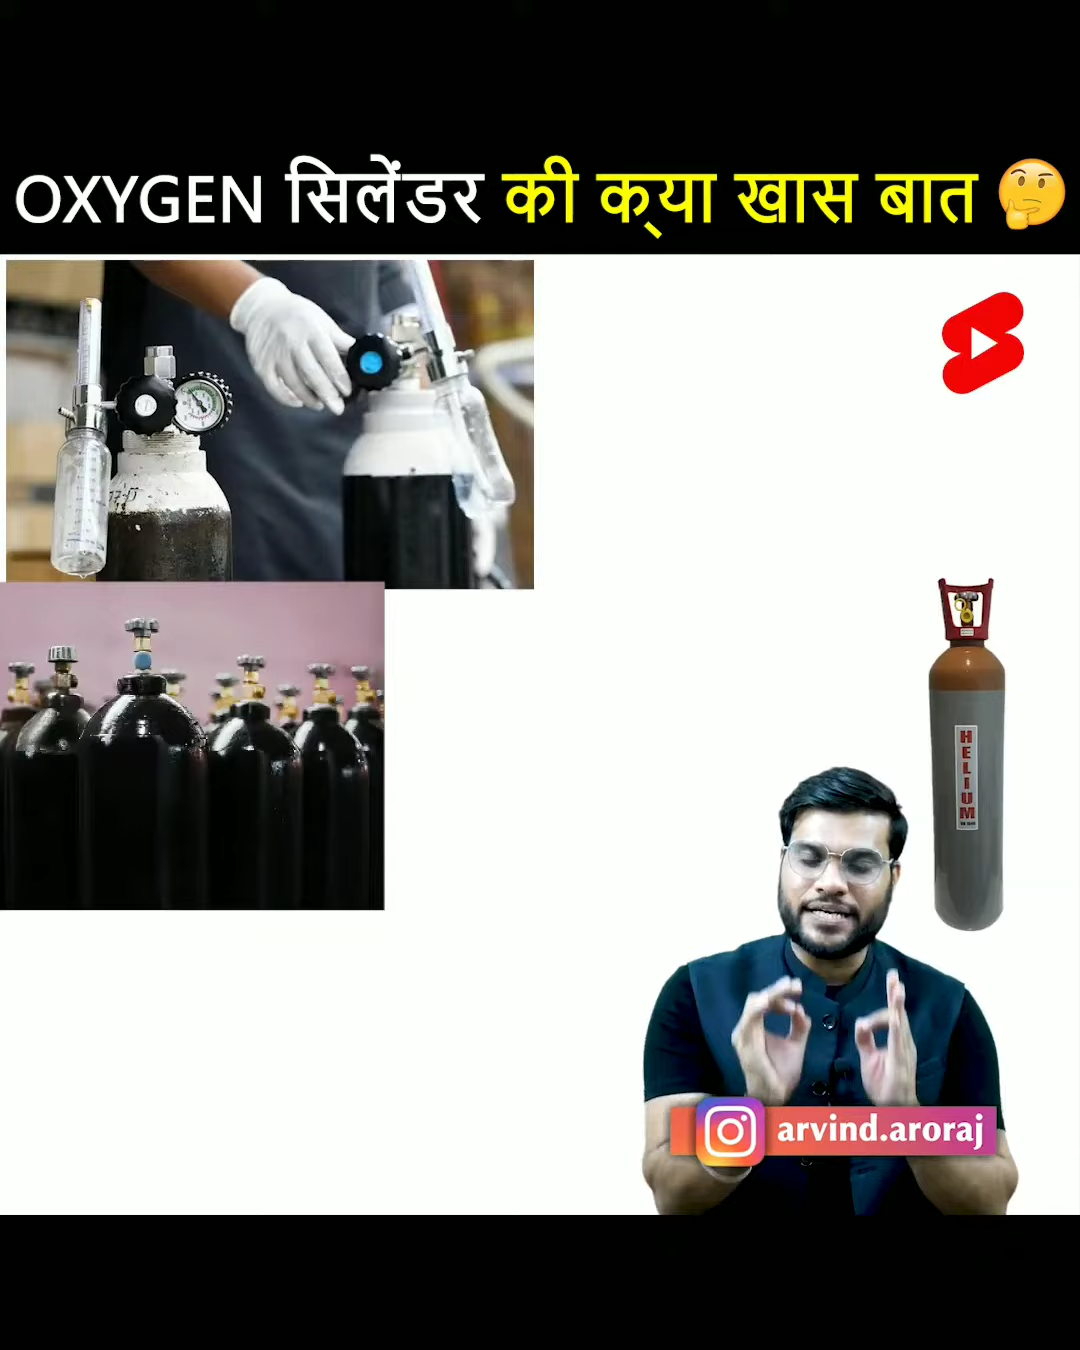 OXYGEN सिलेंडर की क्या खास बात
HELIUM
arvind.aroraj